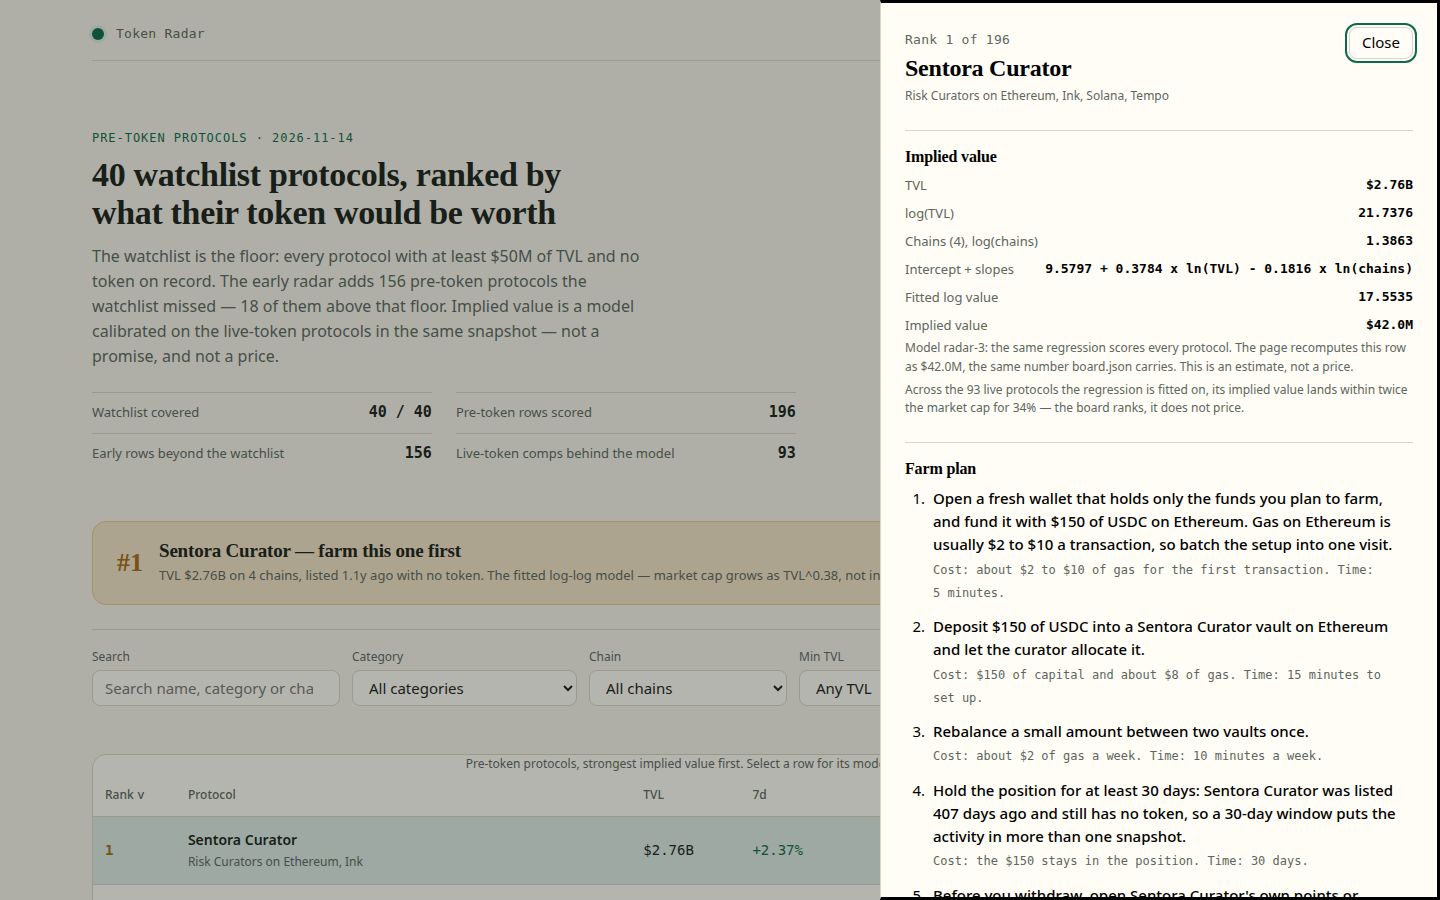 Token Radar
PRE-TOKEN PROTOCOLS · 2026-11-14
40 watchlist protocols, ranked by
what their token would be worth
The watchlist is the floor: every protocol with at least $50M of TVL and no
token on record. The early radar adds 156 pre-token protocols the
watchlist missed — 18 of them above that floor. Implied value is a model
calibrated on the live-token protocols in the same snapshot — not a
promise, and not a price.
Watchlist covered 40 / 40 Pre-token rows scored 196
Early rows beyond the watchlist 156 Live-token comps behind the model 93
#1
Sentora Curator — farm this one first
TVL $2.76B on 4 chains, listed 1.1y ago with no token. The fitted log-log model — market cap grows as TVL^0.38, not in
Search Category Chain Min TVL
Search name, category or cha All categories All chains Any TVL
Pre-token protocols, strongest implied value first. Select a row for its mod
Rank v Protocol TVL 7d
1 Sentora Curator $2.76B +2.37%
Risk Curators on Ethereum, Ink
Rank 1 of 196
Close
Sentora Curator
Risk Curators on Ethereum, Ink, Solana, Tempo
Implied value
TVL $2.76B
log(TVL) 21.7376
Chains (4), log(chains) 1.3863
Intercept + slopes 9.5797 + 0.3784 x ln(TVL) - 0.1816 x ln(chains)
Fitted log value 17.5535
Implied value $42.0M
Model radar-3: the same regression scores every protocol. The page recomputes this row
as $42.0M, the same number board.json carries. This is an estimate, not a price.
Across the 93 live protocols the regression is fitted on, its implied value lands within twice
the market cap for 34% — the board ranks, it does not price.
Farm plan
1. Open a fresh wallet that holds only the funds you plan to farm,
and fund it with $150 of USDC on Ethereum. Gas on Ethereum is
usually $2 to $10 a transaction, so batch the setup into one visit.
Cost: about $2 to $10 of gas for the first transaction. Time:
5 minutes.
2. Deposit $150 of USDC into a Sentora Curator vault on Ethereum
and let the curator allocate it.
Cost: $150 of capital and about $8 of gas. Time: 15 minutes to
set up.
3. Rebalance a small amount between two vaults once.
Cost: about $2 of gas a week. Time: 10 minutes a week.
4. Hold the position for at least 30 days: Sentora Curator was listed
407 days ago and still has no token, so a 30-day window puts the
activity in more than one snapshot.
Cost: the $150 stays in the position. Time: 30 days.
5. Before you withdraw, open Sentora Curator's own points or